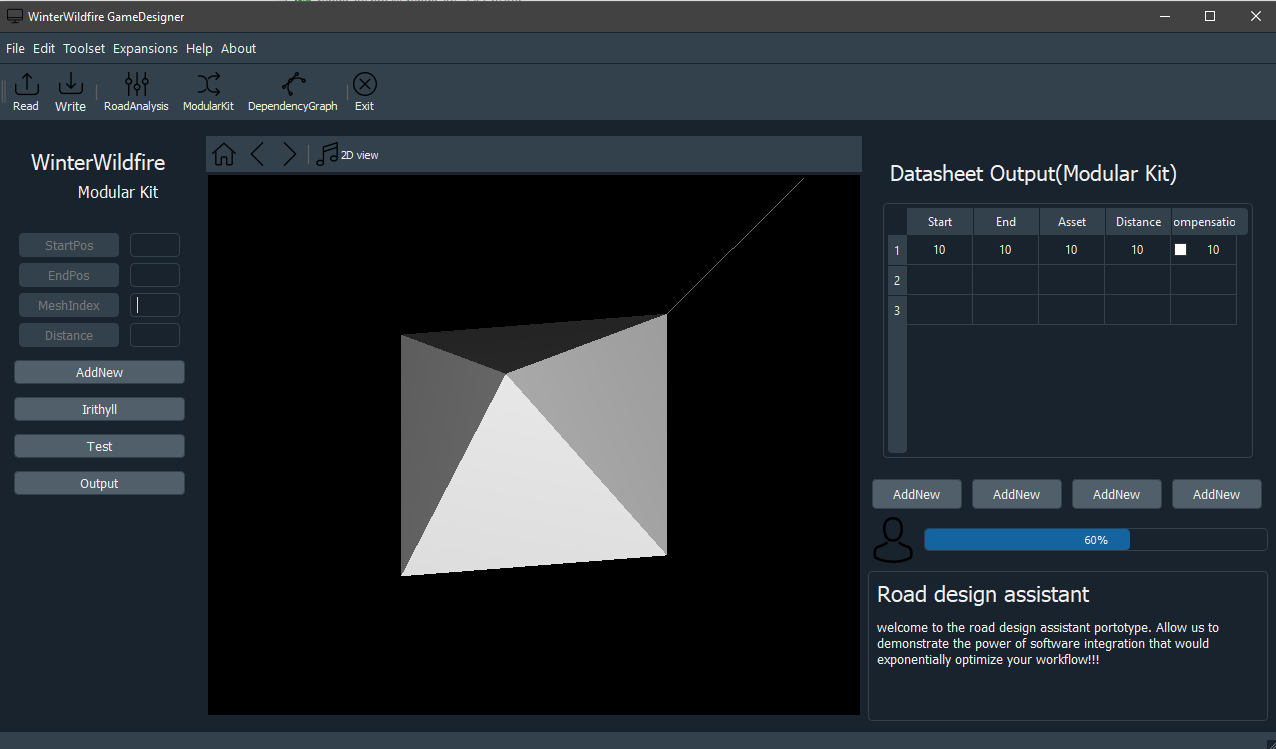 WinterWildfire GameDesigner
File Edit Toolset Expansions Help About
Read Write RoadAnalysis ModularKit DependencyGraph Exit
WinterWildfire
Modular Kit
StartPos
EndPos
MeshIndex
Distance
AddNew
Irithyll
Test
Output
2D view
Datasheet Output(Modular Kit)
Start End Asset Distance ompensatio
1 10 10 10 10 10
2
3
AddNew AddNew AddNew AddNew
60%
Road design assistant
welcome to the road design assistant portotype. Allow us to
demonstrate the power of software integration that would
exponentially optimize your workflow!!!